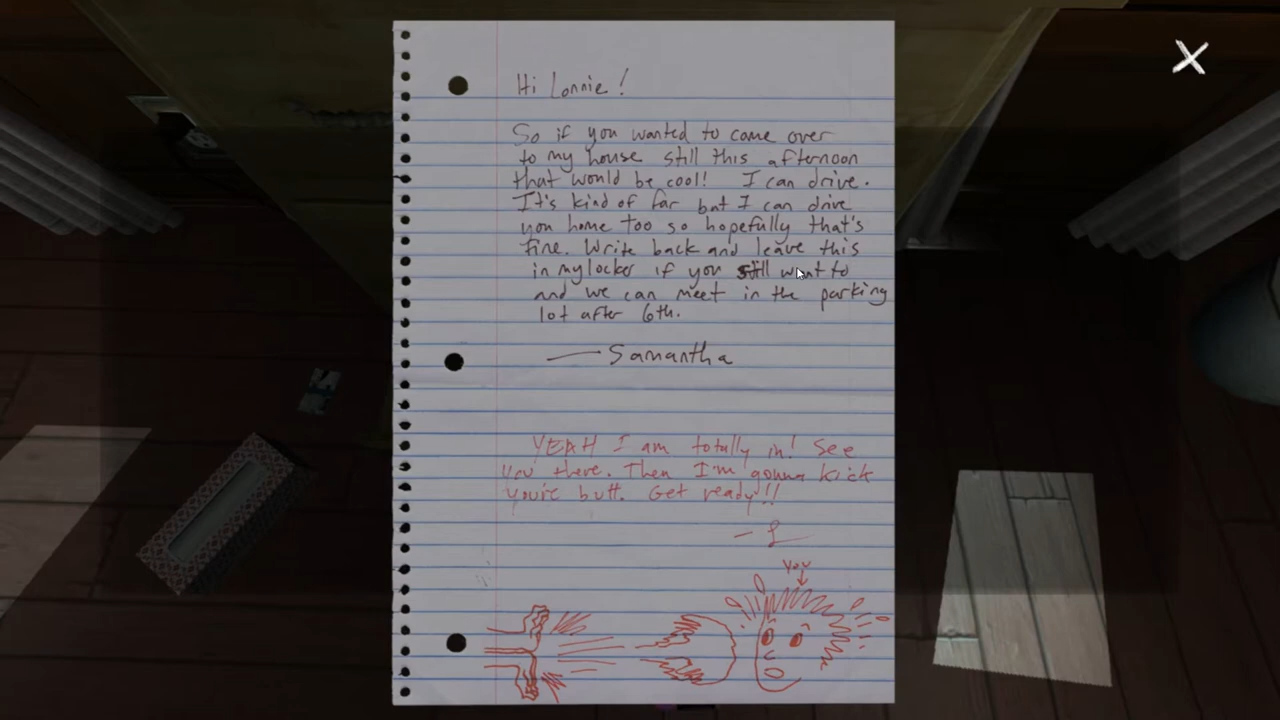 Hi Lonnie!
So if you wanted to come over
to my house still this afternoon
that would be cool! I can drive.
It's kind of far but I can drive
you home too so hopefully that's
fine. Write back and leave this
in my locker if you still want to
and we can meet in the parking
lot after 6th.
— Samantha
YEAH I am totally in! See
you there. Then I'm gonna kick
you're butt. Get ready!!
- L
you